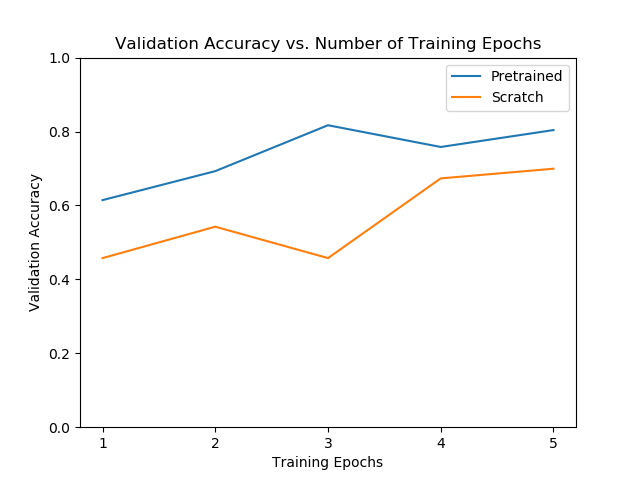 Validation Accuracy vs. Number of Training Epochs
Pretrained
Scratch
1.0
0.8
0.6
0.4
0.2
0.0
Validation Accuracy
1 2 3 4 5
Training Epochs